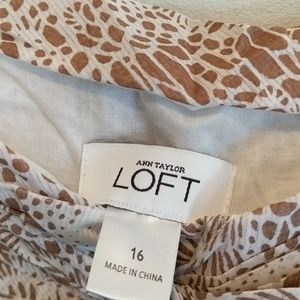 ANN TAYLOR
LOFT
16
MADE IN CHINA